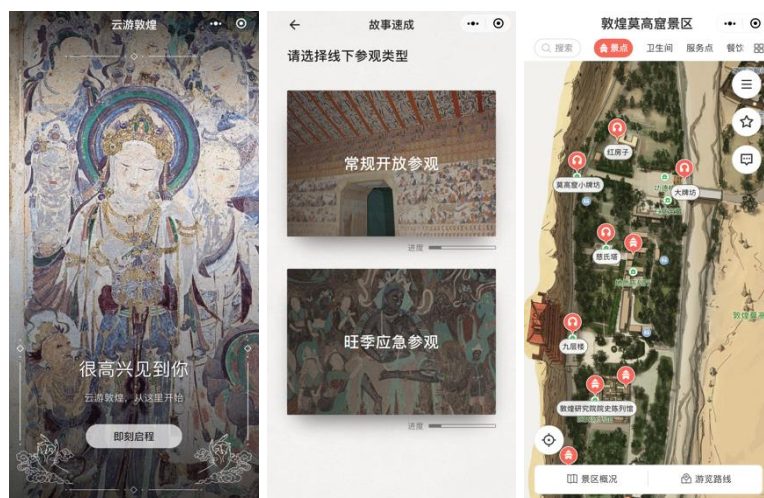 云游敦煌
很高兴见到你
云游敦煌，从这里开始
即刻启程
故事速成
请选择线下参观类型
常规开放参观
进度
旺季应急参观
进度
敦煌莫高窟景区
搜索
景点
卫生间
服务点
餐饮
红房子
莫高窟小牌坊
大牌坊
慈氏塔
九层楼
敦煌研究院院史陈列馆
景区概况
游览路线